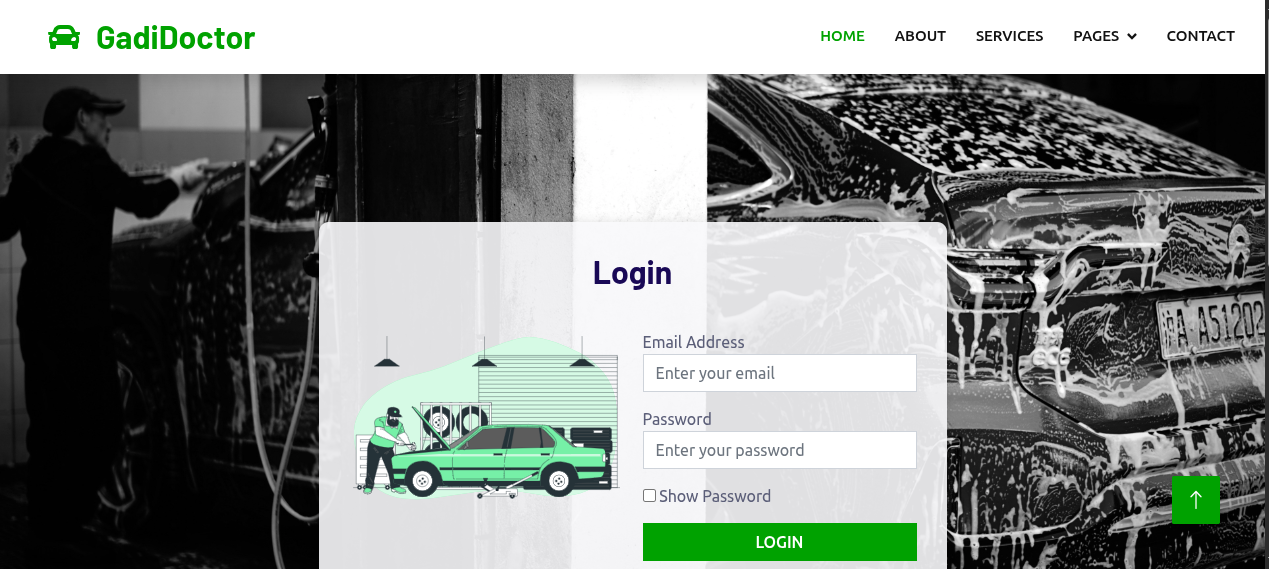 GadiDoctor
HOME ABOUT SERVICES PAGES CONTACT
Login
Email Address
Enter your email
Password
Enter your password
Show Password
LOGIN